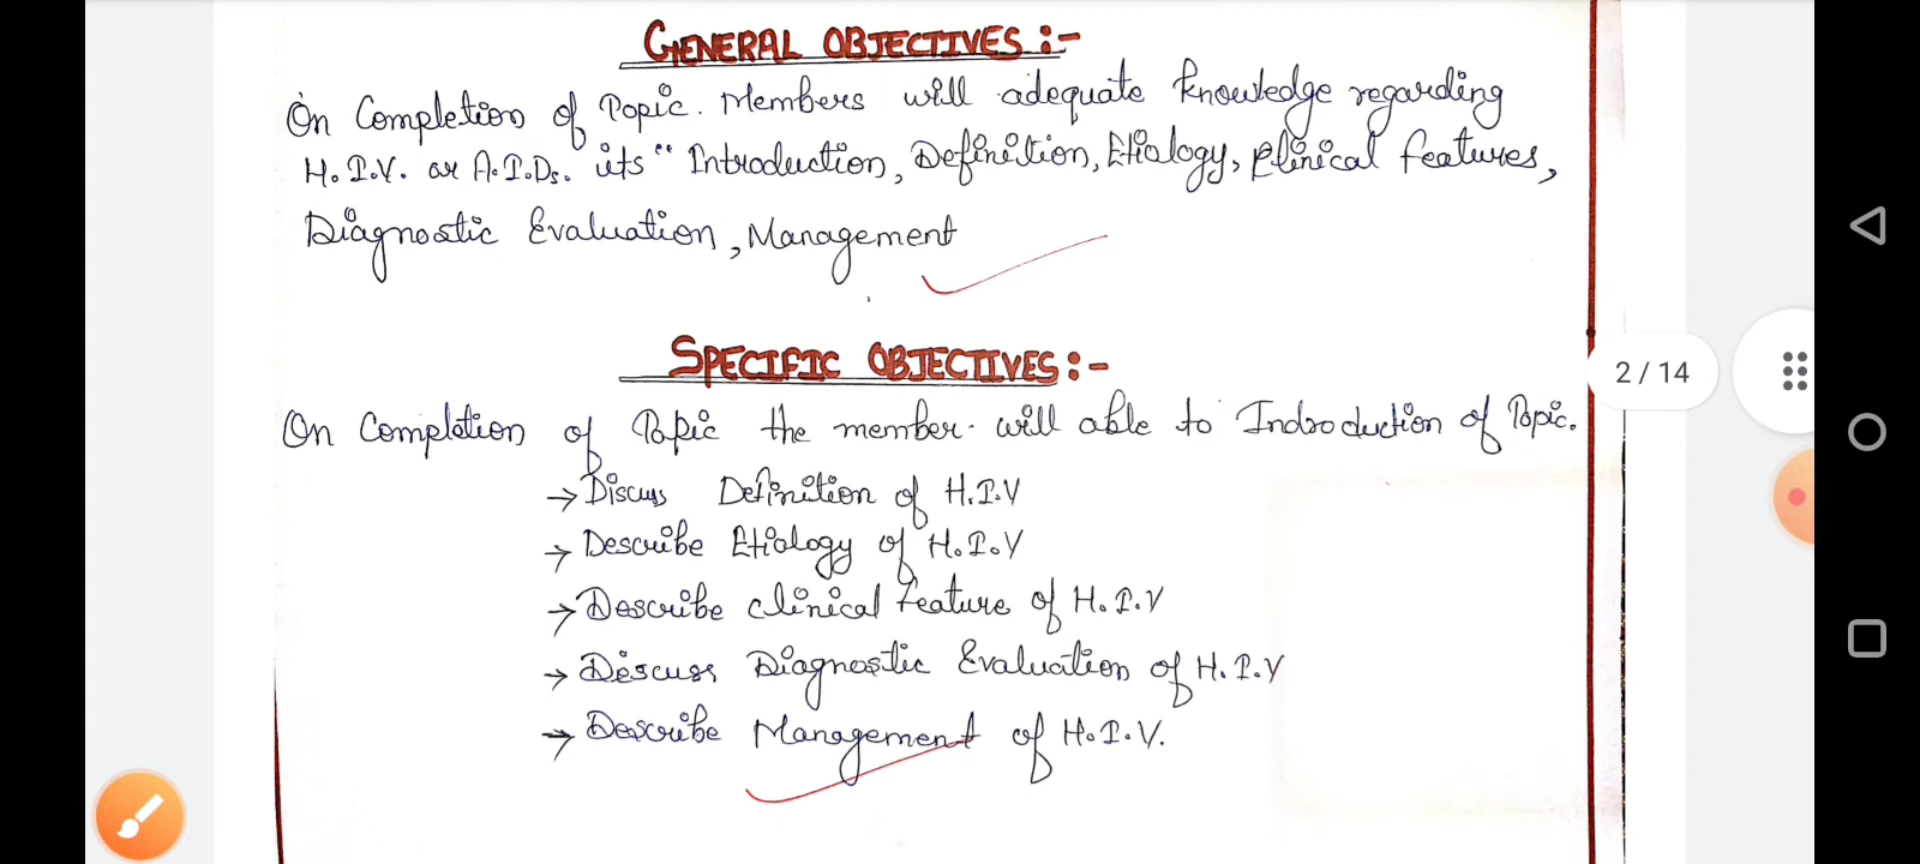 GENERAL OBJECTIVES :-
On Completion of Topic. Members will adequate knowledge regarding
H.I.V. or A.I.Ds. its " Introduction, Definition, Etiology, Clinical features,
Diagnostic Evaluation, Management
SPECIFIC OBJECTIVES :-
On Completion of Topic the member will able to Introduction of Topic.
→ Discuss Definition of H.I.V
→ Describe Etiology of H.I.V
→ Describe clinical feature of H.I.V
→ Discuss Diagnostic Evaluation of H.I.V
→ Describe Management of H.I.V.
2 / 14